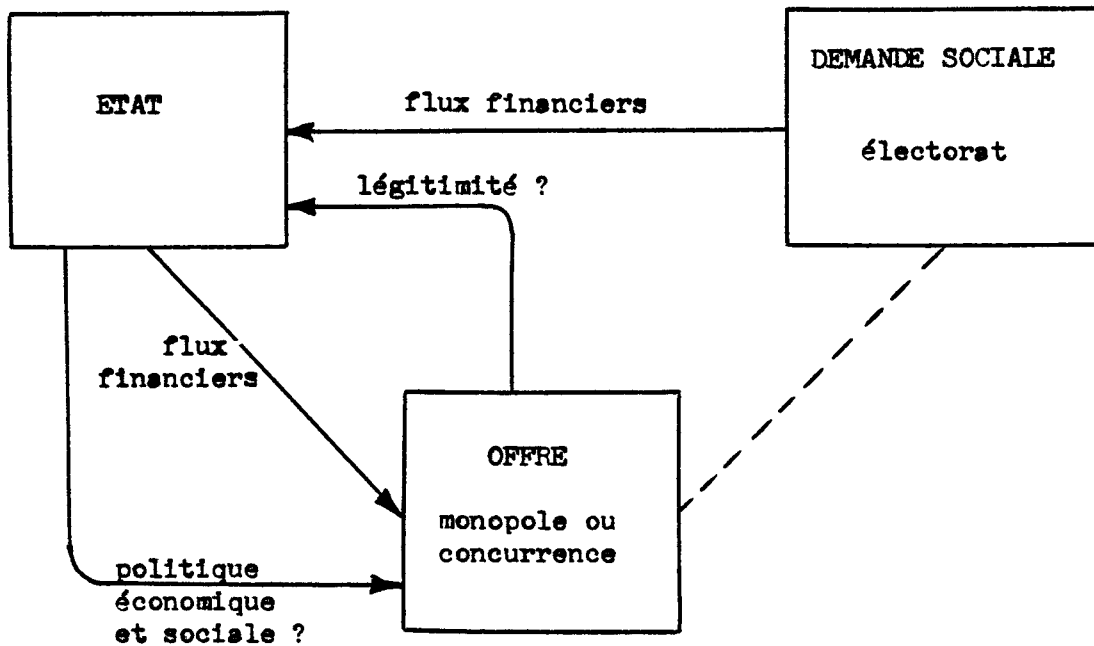 ETAT
DEMANDE SOCIALE
électorat
flux financiers
légitimité ?
flux
financiers
OFFRE
monopole ou
concurrence
politique
économique
et sociale ?